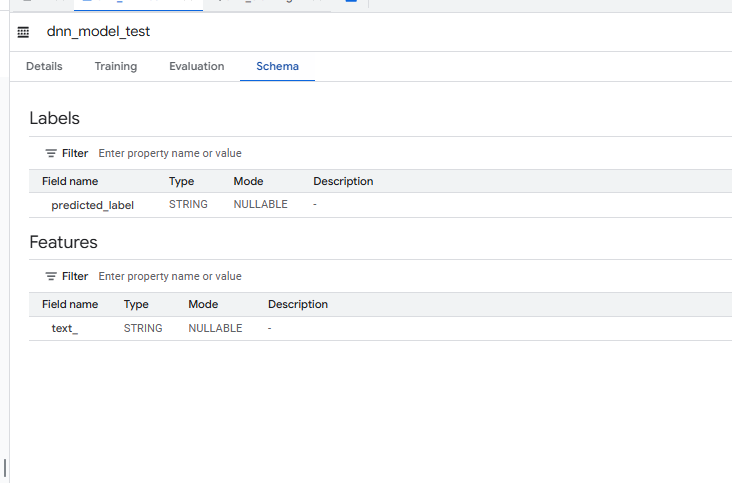 dnn_model_test
Details Training Evaluation Schema
Labels
Filter Enter property name or value
Field name Type Mode Description
predicted_label STRING NULLABLE -
Features
Filter Enter property name or value
Field name Type Mode Description
text_ STRING NULLABLE -